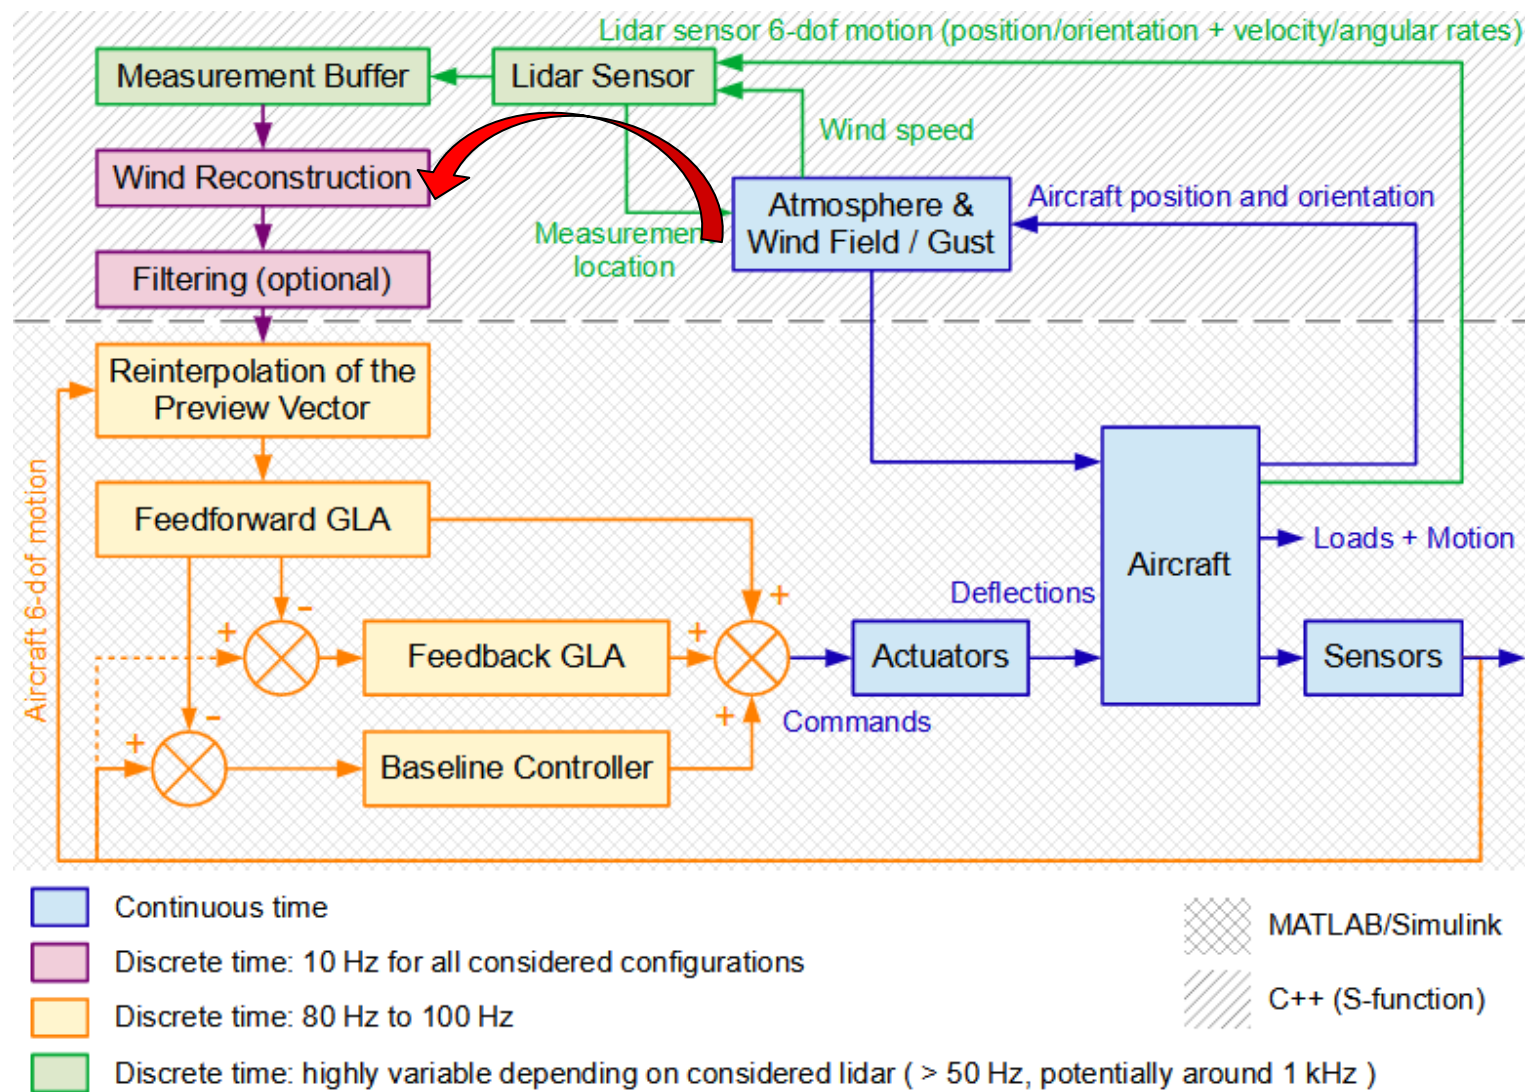 Lidar sensor 6-dof motion (position/orientation + velocity/angular rates)
Measurement Buffer
Lidar Sensor
Wind speed
Wind Reconstruction
Atmosphere &
Wind Field / Gust
Aircraft position and orientation
Measurement
location
Filtering (optional)
Reinterpolation of the
Preview Vector
Aircraft 6-dof motion
Feedforward GLA
Aircraft
Loads + Motion
Deflections
+
-
+
Feedback GLA
+
Actuators
Sensors
-
+
+
Commands
Baseline Controller
Continuous time
Discrete time: 10 Hz for all considered configurations
Discrete time: 80 Hz to 100 Hz
Discrete time: highly variable depending on considered lidar ( > 50 Hz, potentially around 1 kHz )
MATLAB/Simulink
C++ (S-function)